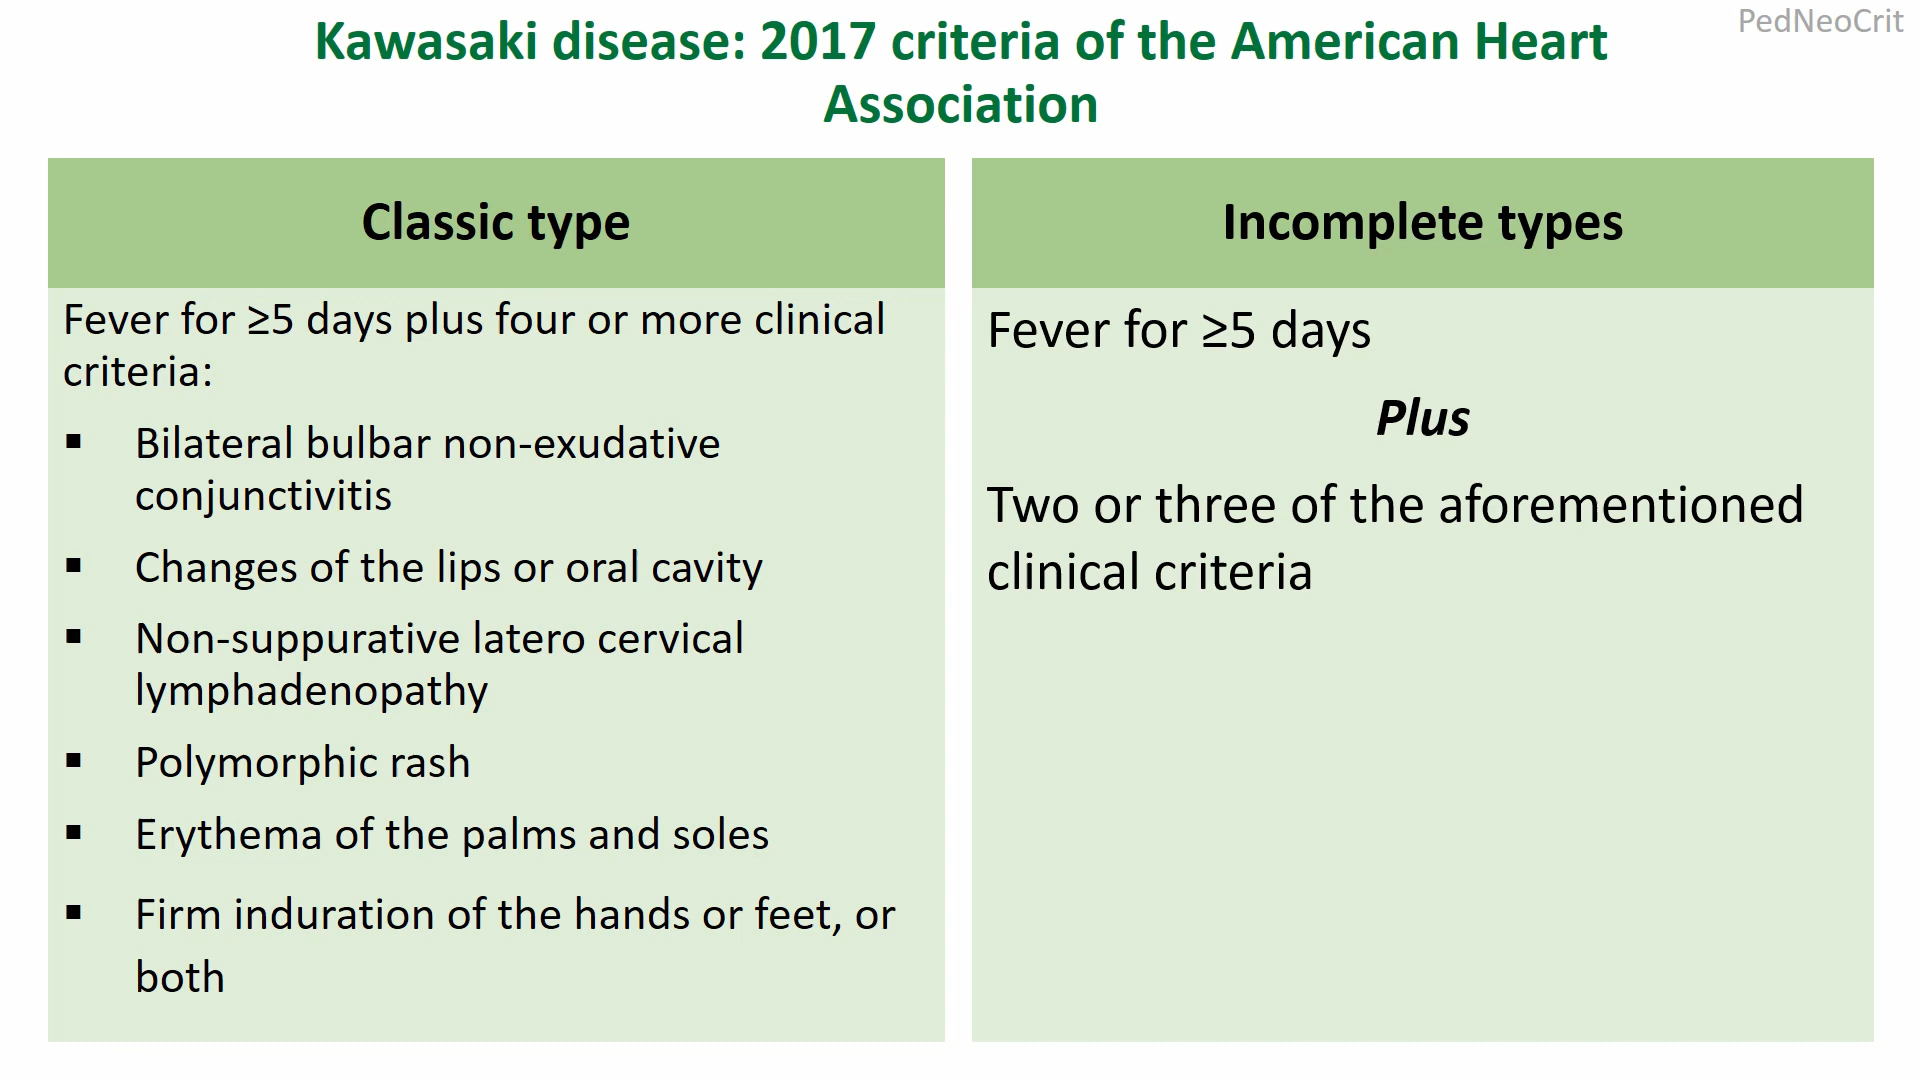 PedNeoCrit
Kawasaki disease: 2017 criteria of the American Heart
Association
Classic type
Fever for ≥5 days plus four or more clinical
criteria:
▪ Bilateral bulbar non-exudative
conjunctivitis
▪ Changes of the lips or oral cavity
▪ Non-suppurative latero cervical
lymphadenopathy
▪ Polymorphic rash
▪ Erythema of the palms and soles
▪ Firm induration of the hands or feet, or
both
Incomplete types
Fever for ≥5 days
Plus
Two or three of the aforementioned
clinical criteria